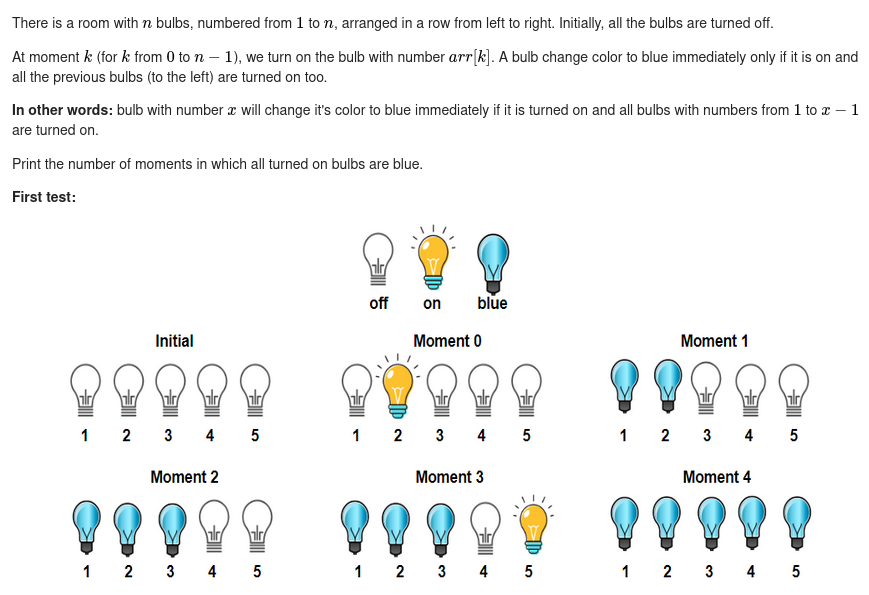 There is a room with n bulbs, numbered from 1 to n, arranged in a row from left to right. Initially, all the bulbs are turned off.
At moment k (for k from 0 to n − 1), we turn on the bulb with number arr[k]. A bulb change color to blue immediately only if it is on and
all the previous bulbs (to the left) are turned on too.
In other words: bulb with number x will change it's color to blue immediately if it is turned on and all bulbs with numbers from 1 to x − 1
are turned on.
Print the number of moments in which all turned on bulbs are blue.
First test:
off on blue
Initial Moment 0 Moment 1
1 2 3 4 5 1 2 3 4 5 1 2 3 4 5
Moment 2 Moment 3 Moment 4
1 2 3 4 5 1 2 3 4 5 1 2 3 4 5